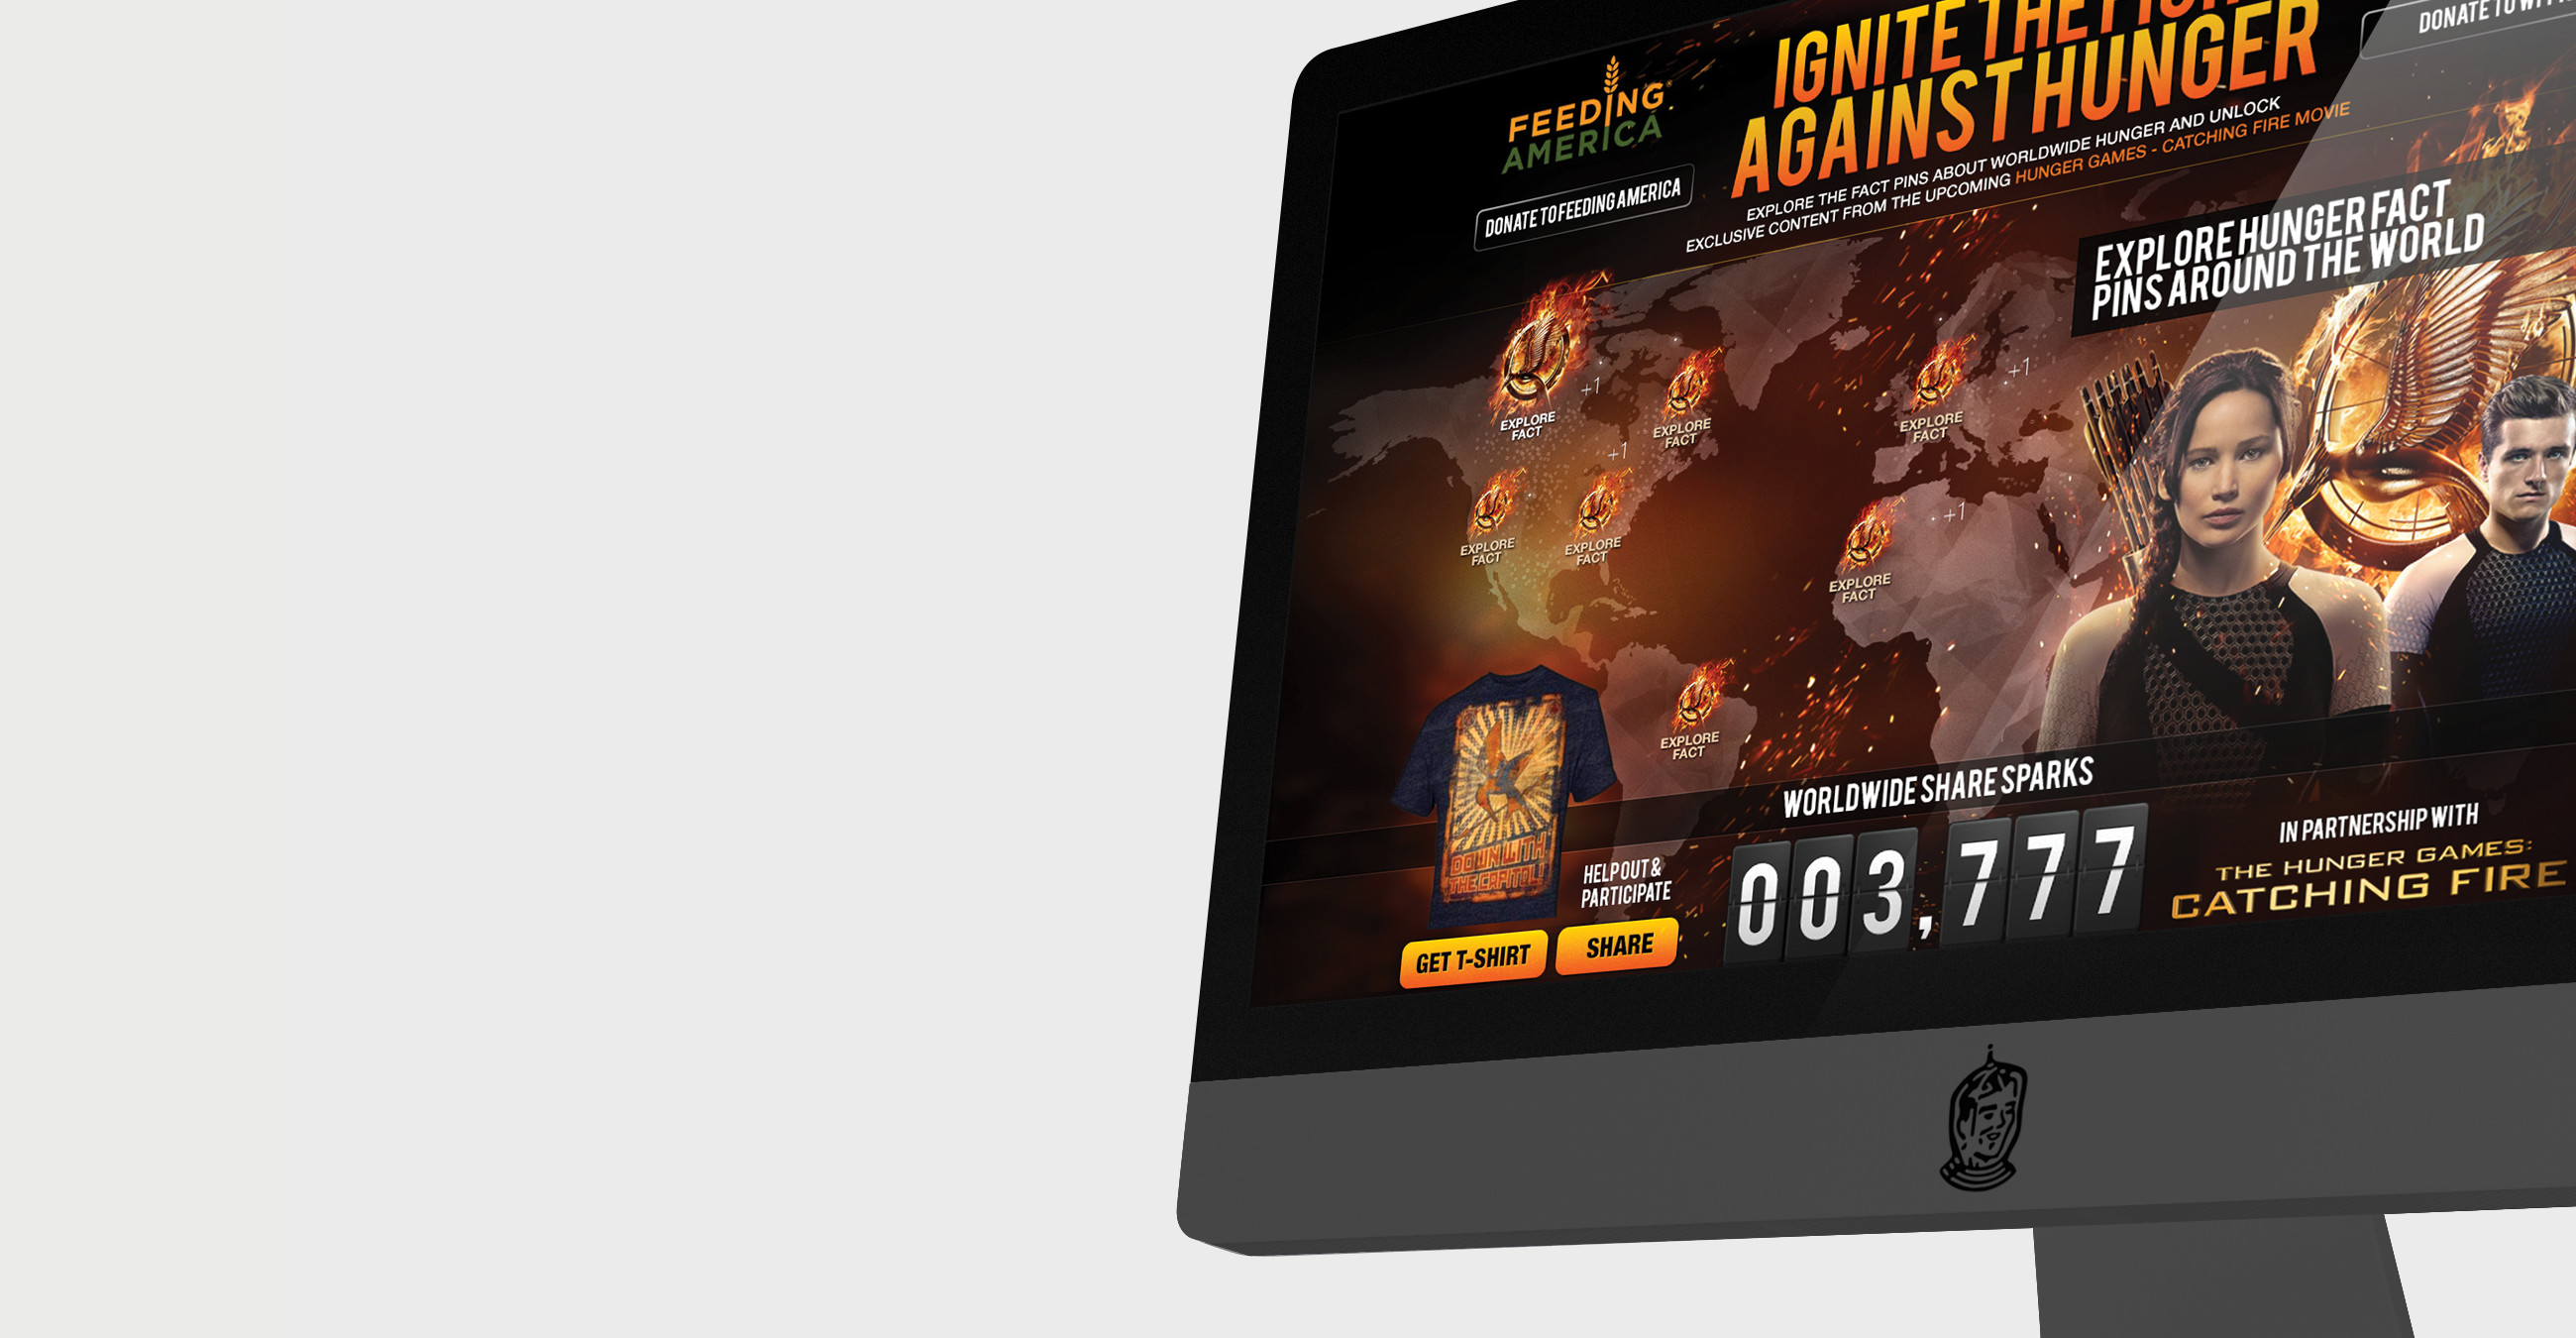 IGNITE THE
AGAINST HUNGER
DONATE TO
FEEDING
AMERICA
DONATE TO FEEDING AMERICA
EXPLORE THE FACT PINS ABOUT WORLDWIDE HUNGER AND UNLOCK
EXCLUSIVE CONTENT FROM THE UPCOMING HUNGER GAMES - CATCHING FIRE MOVIE
EXPLORE HUNGER FACT
PINS AROUND THE WORLD
+1
EXPLORE
FACT
EXPLORE
FACT
+1
EXPLORE
FACT
+1
EXPLORE
FACT
EXPLORE
FACT
+1
EXPLORE
FACT
EXPLORE
FACT
DOWN WITH
THE CAPITOL!
HELP OUT &
PARTICIPATE
GET T-SHIRT
SHARE
WORLDWIDE SHARE SPARKS
003,777
IN PARTNERSHIP WITH
THE HUNGER GAMES:
CATCHING FIRE